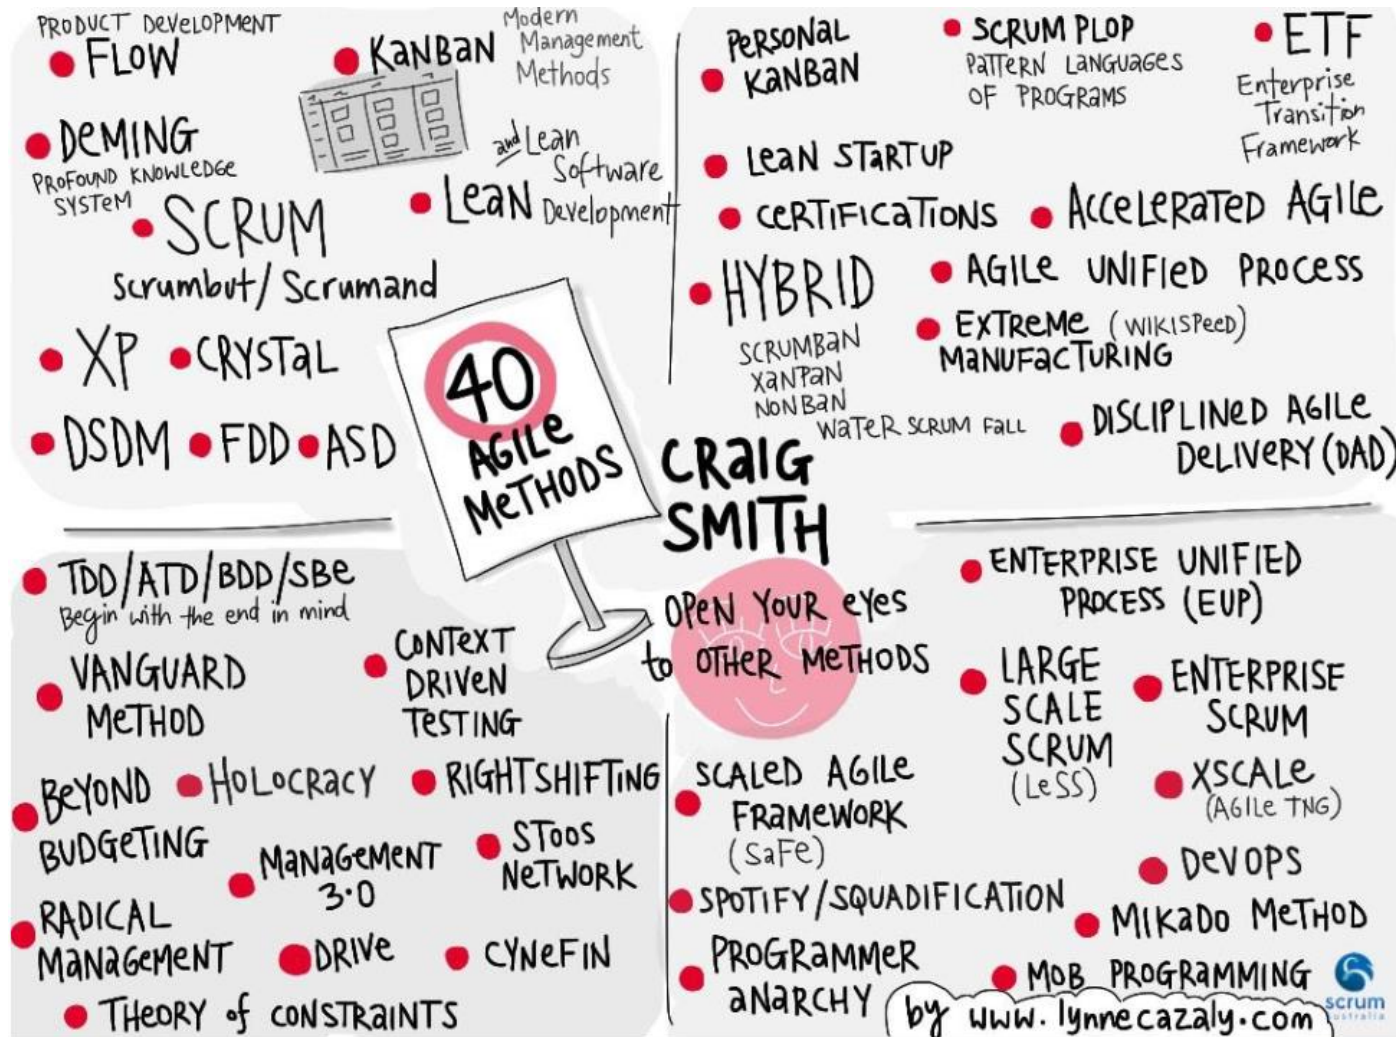 PRODUCT DEVELOPMENT
FLOW
KANBAN
Modern
Management
Methods
DEMING
PROFOUND KNOWLEDGE
SYSTEM
and Lean
Software
LEAN Development
SCRUM
Scrumbut/Scrumand
XP
CRYSTAL
DSDM
FDD
ASD
40
AGILE
METHODS
CRAIG
SMITH
OPEN YOUR EYES
to OTHER METHODS
PERSONAL
KANBAN
SCRUM PLOP
PATTERN LANGUAGES
OF PROGRAMS
ETF
Enterprise
Transition
Framework
LEAN STARTUP
CERTIFICATIONS
ACCELERATED AGILE
HYBRID
SCRUMBAN
XANPAN
NONBAN
WATER SCRUM FALL
AGILE UNIFIED PROCESS
EXTREME (WIKISPEED)
MANUFACTURING
DISCIPLINED AGILE
DELIVERY (DAD)
TDD/ATD/BDD/SBE
Begin with the end in mind
VANGUARD
METHOD
CONTEXT
DRIVEN
TESTING
BEYOND
BUDGETING
HOLOCRACY
RIGHTSHIFTING
MANAGEMENT
3.0
STOOS
NETWORK
RADICAL
MANAGEMENT
DRIVE
CYNEFIN
THEORY of CONSTRAINTS
ENTERPRISE UNIFIED
PROCESS (EUP)
LARGE
SCALE
SCRUM
(LeSS)
ENTERPRISE
SCRUM
SCALED AGILE
FRAMEWORK
(SaFe)
XSCALE
(AGILE TNG)
DEVOPS
SPOTIFY/SQUADIFICATION
MIKADO METHOD
PROGRAMMER
ANARCHY
MOB PROGRAMMING
by www.lynnecazaly.com
scrum
australia